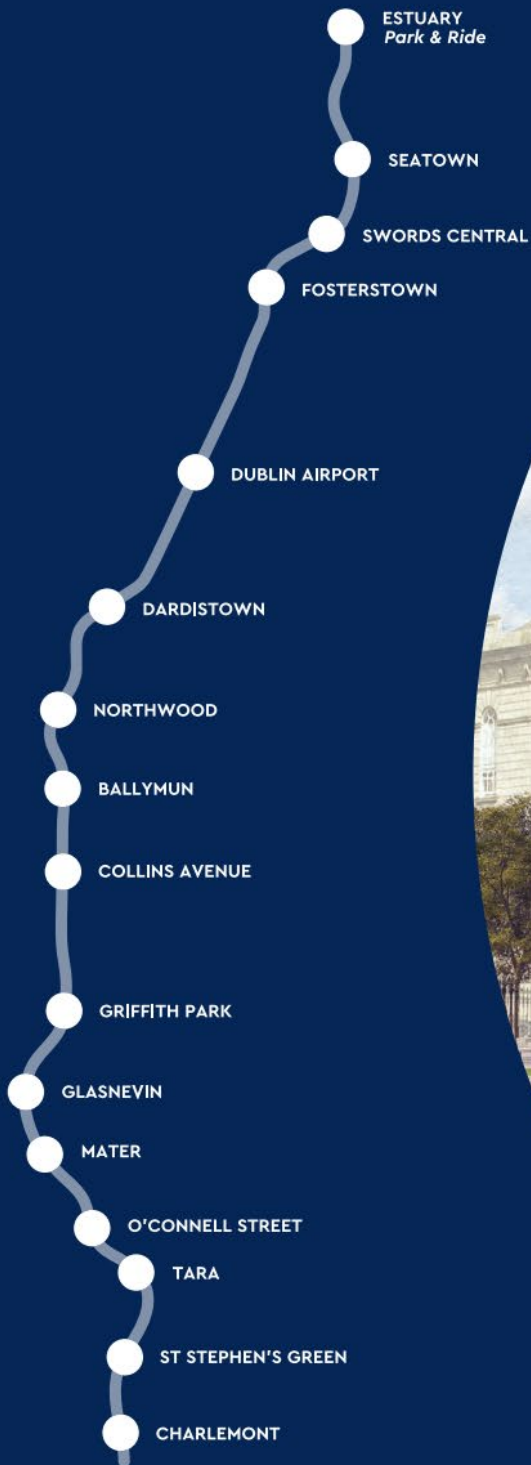 ESTUARY
Park & Ride
SEATOWN
SWORDS CENTRAL
FOSTERSTOWN
DUBLIN AIRPORT
DARDISTOWN
NORTHWOOD
BALLYMUN
COLLINS AVENUE
GRIFFITH PARK
GLASNEVIN
MATER
O'CONNELL STREET
TARA
ST STEPHEN'S GREEN
CHARLEMONT